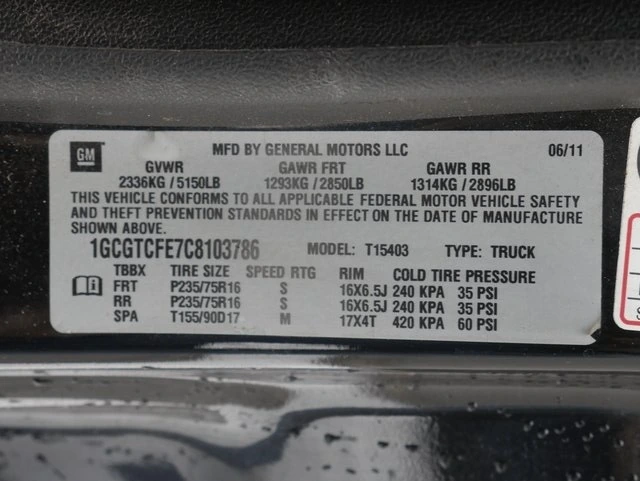 GM
MFD BY GENERAL MOTORS LLC 06/11
GVWR GAWR FRT GAWR RR
2336KG / 5150LB 1293KG / 2850LB 1314KG / 2896LB
THIS VEHICLE CONFORMS TO ALL APPLICABLE FEDERAL MOTOR VEHICLE SAFETY
AND THEFT PREVENTION STANDARDS IN EFFECT ON THE DATE OF MANUFACTURE
SHOWN ABOVE.
1GCGTCFE7C8103786 MODEL: T15403 TYPE: TRUCK
TBBX TIRE SIZE SPEED RTG RIM COLD TIRE PRESSURE
FRT P235/75R16 S 16X6.5J 240 KPA 35 PSI
RR P235/75R16 S 16X6.5J 240 KPA 35 PSI
SPA T155/90D17 M 17X4T 420 KPA 60 PSI